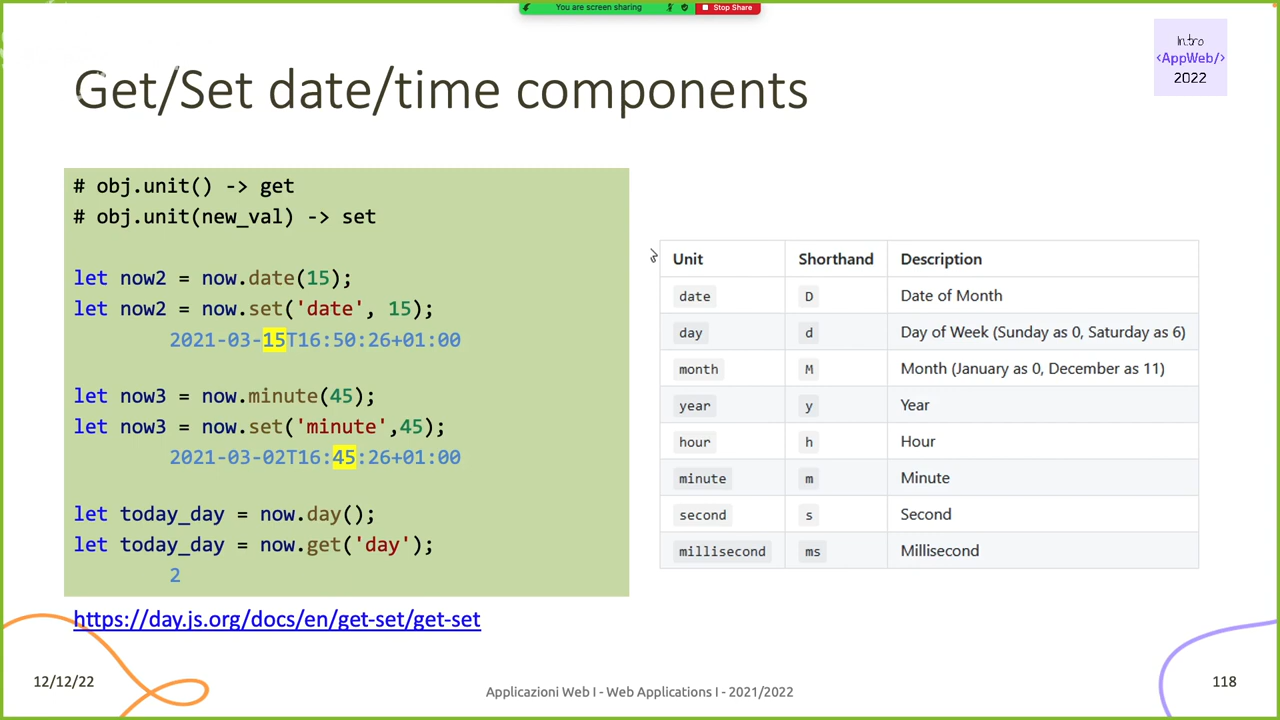 You are screen sharing
Stop Share
Intro
<AppWeb/>
2022
Get/Set date/time components
# obj.unit() -> get
# obj.unit(new_val) -> set
let now2 = now.date(15);
let now2 = now.set('date', 15);
2021-03-15T16:50:26+01:00
let now3 = now.minute(45);
let now3 = now.set('minute',45);
2021-03-02T16:45:26+01:00
let today_day = now.day();
let today_day = now.get('day');
2
https://day.js.org/docs/en/get-set/get-set
Unit Shorthand Description
date D Date of Month
day d Day of Week (Sunday as 0, Saturday as 6)
month M Month (January as 0, December as 11)
year y Year
hour h Hour
minute m Minute
second s Second
millisecond ms Millisecond
12/12/22
Applicazioni Web I - Web Applications I - 2021/2022
118